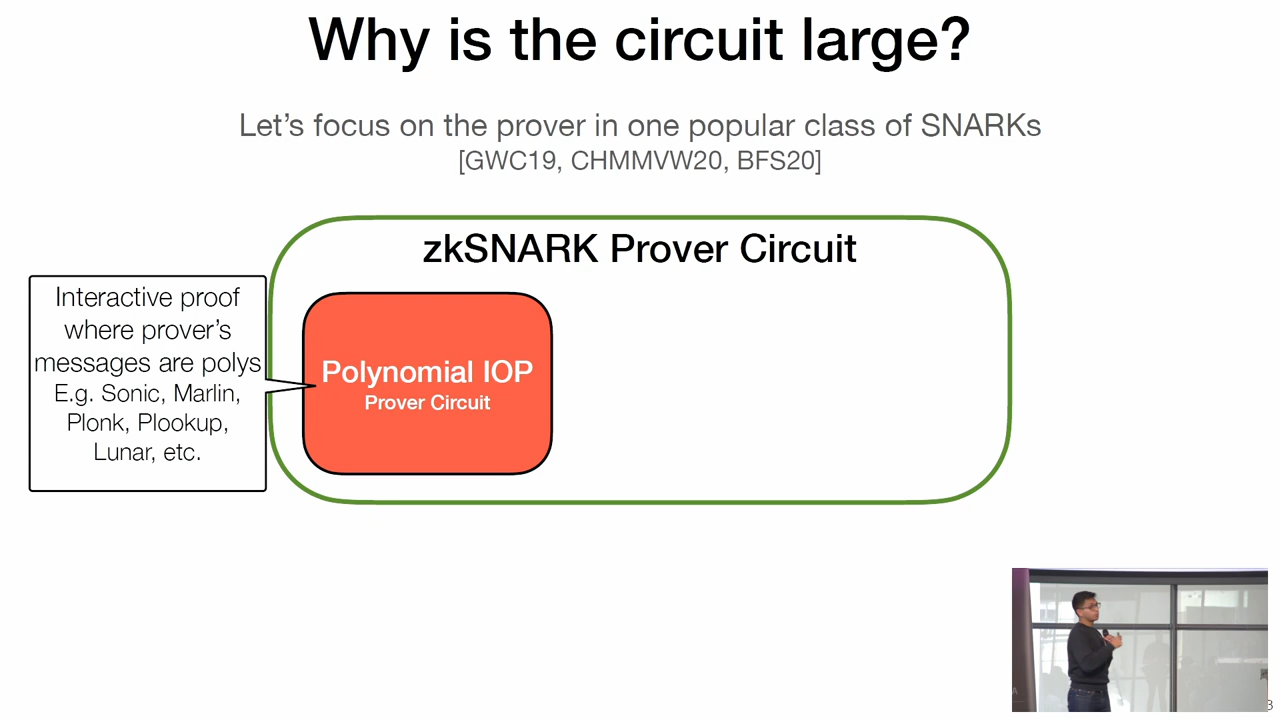 Why is the circuit large?
Let's focus on the prover in one popular class of SNARKs
[GWC19, CHMMVW20, BFS20]
zkSNARK Prover Circuit
Interactive proof
where prover's
messages are polys
E.g. Sonic, Marlin,
Plonk, Plookup,
Lunar, etc.
Polynomial IOP
Prover Circuit
A
3